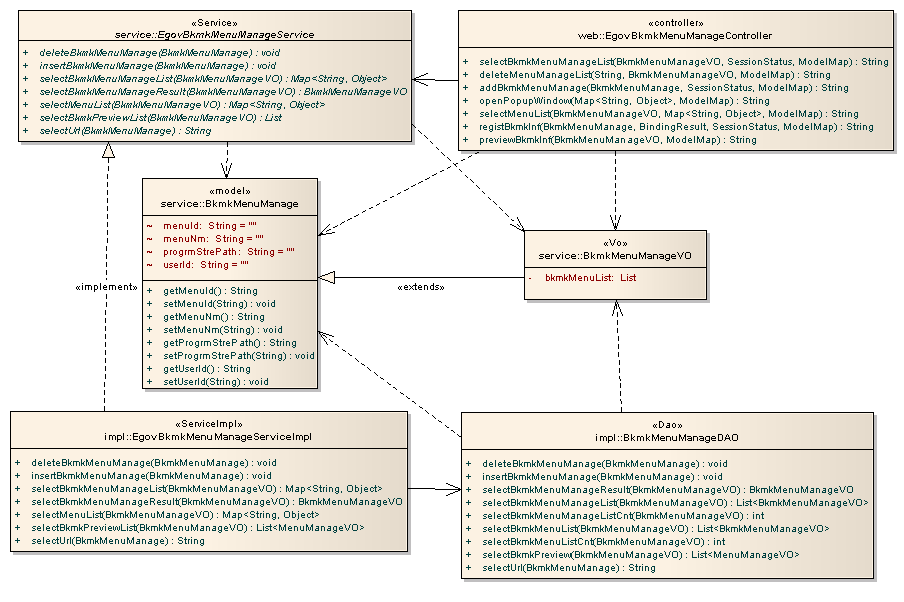 «Service»
service::EgovBkmkMenuManageService
+ deleteBkmkMenuManage(BkmkMenuManage) : void
+ insertBkmkMenuManage(BkmkMenuManage) : void
+ selectBkmkMenuManageList(BkmkMenuManageVO) : Map<String, Object>
+ selectBkmkMenuManageResult(BkmkMenuManageVO) : BkmkMenuManageVO
+ selectMenuList(BkmkMenuManageVO) : Map<String, Object>
+ selectBkmkPreviewList(BkmkMenuManageVO) : List
+ selectUrl(BkmkMenuManage) : String
«controller»
web::EgovBkmkMenuManageController
+ selectBkmkMenuManageList(BkmkMenuManageVO, SessionStatus, ModelMap) : String
+ deleteMenuManageList(String, BkmkMenuManageVO, ModelMap) : String
+ addBkmkMenuManage(BkmkMenuManage, SessionStatus, ModelMap) : String
+ openPopupWindow(Map<String, Object>, ModelMap) : String
+ selectMenuList(BkmkMenuManageVO, Map<String, Object>, ModelMap) : String
+ registBkmkInf(BkmkMenuManage, BindingResult, SessionStatus, ModelMap) : String
+ previewBkmkInf(BkmkMenuManageVO, ModelMap) : String
«model»
service::BkmkMenuManage
~ menuId: String = ""
~ menuNm: String = ""
~ progrmStrePath: String = ""
~ userId: String = ""
+ getMenuId() : String
+ setMenuId(String) : void
+ getMenuNm() : String
+ setMenuNm(String) : void
+ getProgrmStrePath() : String
+ setProgrmStrePath(String) : void
+ getUserId() : String
+ setUserId(String) : void
«Vo»
service::BkmkMenuManageVO
- bkmkMenuList: List
«implement»
«extends»
«ServiceImpl»
impl::EgovBkmkMenuManageServiceImpl
+ deleteBkmkMenuManage(BkmkMenuManage) : void
+ insertBkmkMenuManage(BkmkMenuManage) : void
+ selectBkmkMenuManageList(BkmkMenuManageVO) : Map<String, Object>
+ selectBkmkMenuManageResult(BkmkMenuManageVO) : BkmkMenuManageVO
+ selectMenuList(BkmkMenuManageVO) : Map<String, Object>
+ selectBkmkPreviewList(BkmkMenuManageVO) : List<MenuManageVO>
+ selectUrl(BkmkMenuManage) : String
«Dao»
impl::BkmkMenuManageDAO
+ deleteBkmkMenuManage(BkmkMenuManage) : void
+ insertBkmkMenuManage(BkmkMenuManage) : void
+ selectBkmkMenuManageResult(BkmkMenuManageVO) : BkmkMenuManageVO
+ selectBkmkMenuManageList(BkmkMenuManageVO) : List<BkmkMenuManageVO>
+ selectBkmkMenuManageListCnt(BkmkMenuManageVO) : int
+ selectBkmkMenuList(BkmkMenuManageVO) : List<BkmkMenuManageVO>
+ selectBkmkMenuListCnt(BkmkMenuManageVO) : int
+ selectBkmkPreview(BkmkMenuManageVO) : List<MenuManageVO>
+ selectUrl(BkmkMenuManage) : String